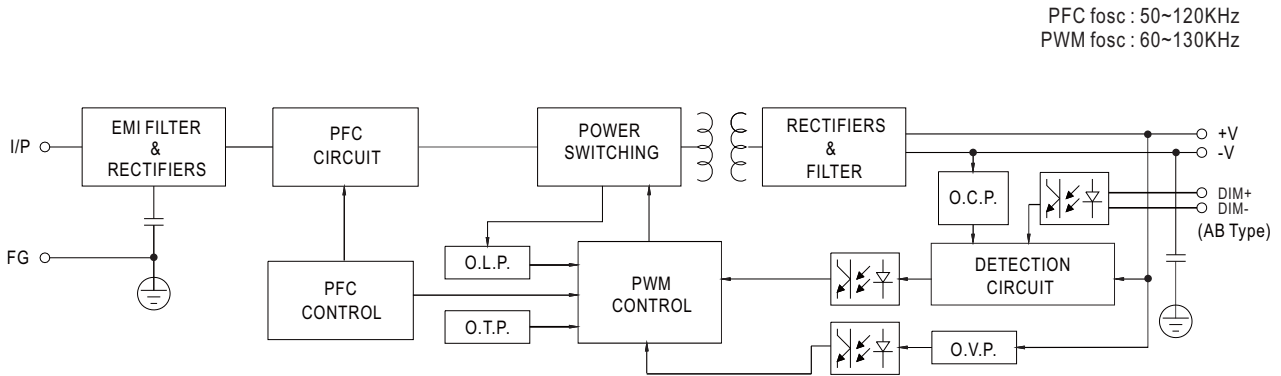 PFC fosc : 50~120KHz
PWM fosc : 60~130KHz
I/P
EMI FILTER
&
RECTIFIERS
PFC
CIRCUIT
POWER
SWITCHING
RECTIFIERS
&
FILTER
+V
-V
O.C.P.
DIM+
DIM-
(AB Type)
FG
O.L.P.
PFC
CONTROL
PWM
CONTROL
DETECTION
CIRCUIT
O.T.P.
O.V.P.